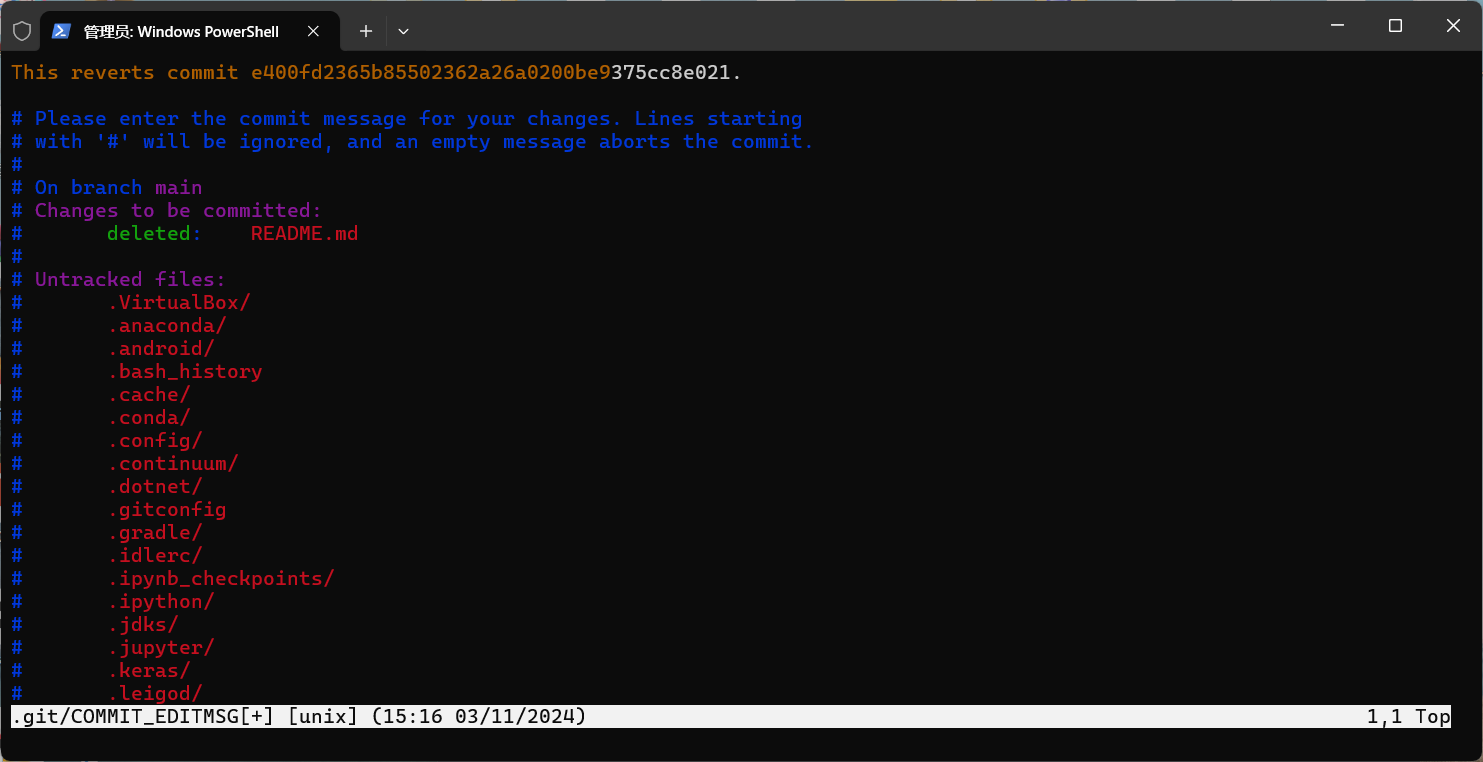 管理员: Windows PowerShell
This reverts commit e400fd2365b85502362a26a0200be9375cc8e021.
# Please enter the commit message for your changes. Lines starting
# with '#' will be ignored, and an empty message aborts the commit.
#
# On branch main
# Changes to be committed:
#       deleted:    README.md
#
# Untracked files:
#       .VirtualBox/
#       .anaconda/
#       .android/
#       .bash_history
#       .cache/
#       .conda/
#       .config/
#       .continuum/
#       .dotnet/
#       .gitconfig
#       .gradle/
#       .idlerc/
#       .ipynb_checkpoints/
#       .ipython/
#       .jdks/
#       .jupyter/
#       .keras/
#       .leigod/
.git/COMMIT_EDITMSG[+] [unix] (15:16 03/11/2024) 1,1 Top